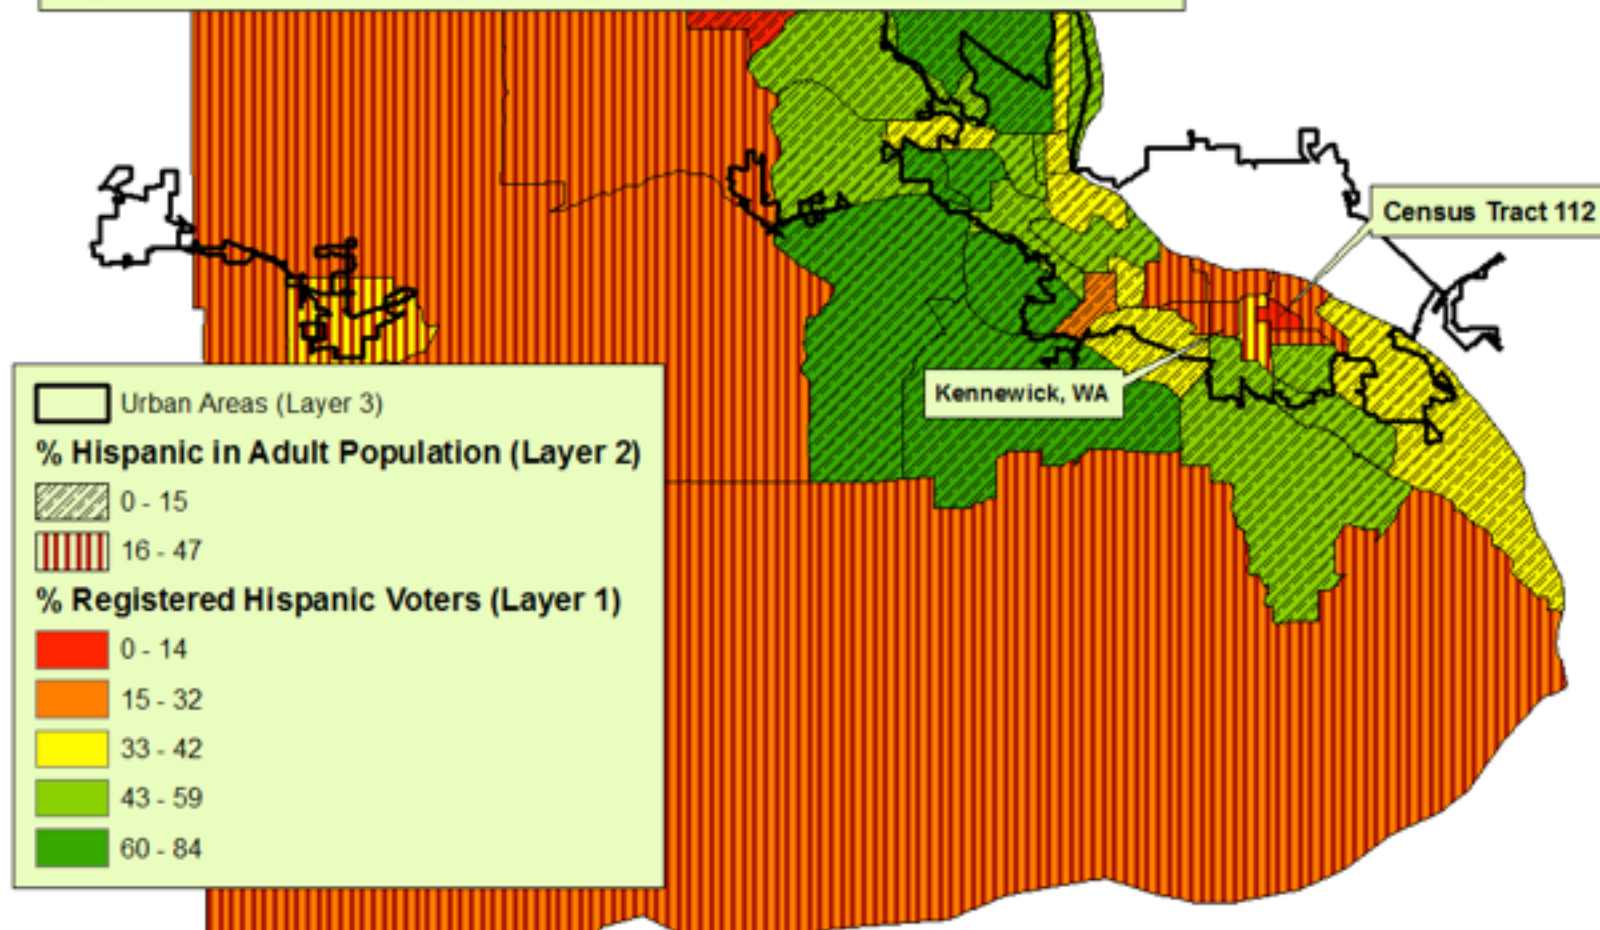 Census Tract 112
Kennewick, WA
Urban Areas (Layer 3)
% Hispanic in Adult Population (Layer 2)
0 - 15
16 - 47
% Registered Hispanic Voters (Layer 1)
0 - 14
15 - 32
33 - 42
43 - 59
60 - 84